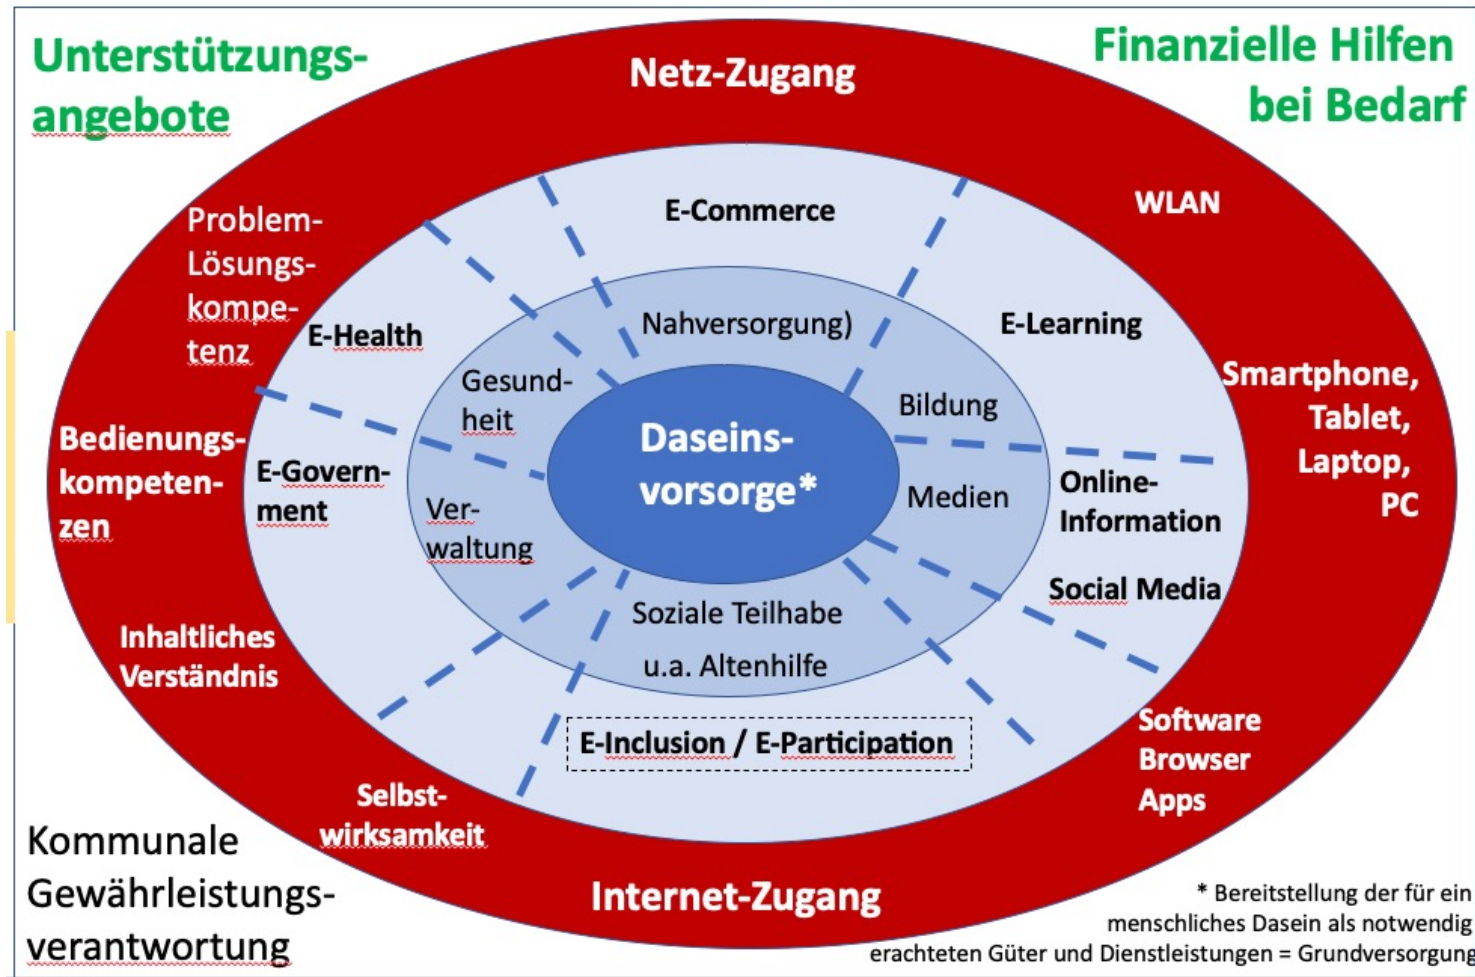 Unterstützungs-
angebote
Finanzielle Hilfen
bei Bedarf
Netz-Zugang
WLAN
Smartphone,
Tablet,
Laptop,
PC
Software
Browser
Apps
Internet-Zugang
Selbst-
wirksamkeit
Inhaltliches
Verständnis
Bedienungs-
kompeten-
zen
Problem-
Lösungs-
kompe-
tenz
E-Commerce
E-Learning
Online-
Information
Social Media
E-Inclusion / E-Participation
E-Govern-
ment
E-Health
Nahversorgung)
Bildung
Medien
Soziale Teilhabe
u.a. Altenhilfe
Ver-
waltung
Gesund-
heit
Daseins-
vorsorge*
Kommunale
Gewährleistungs-
verantwortung
* Bereitstellung der für ein
menschliches Dasein als notwendig
erachteten Güter und Dienstleistungen = Grundversorgung